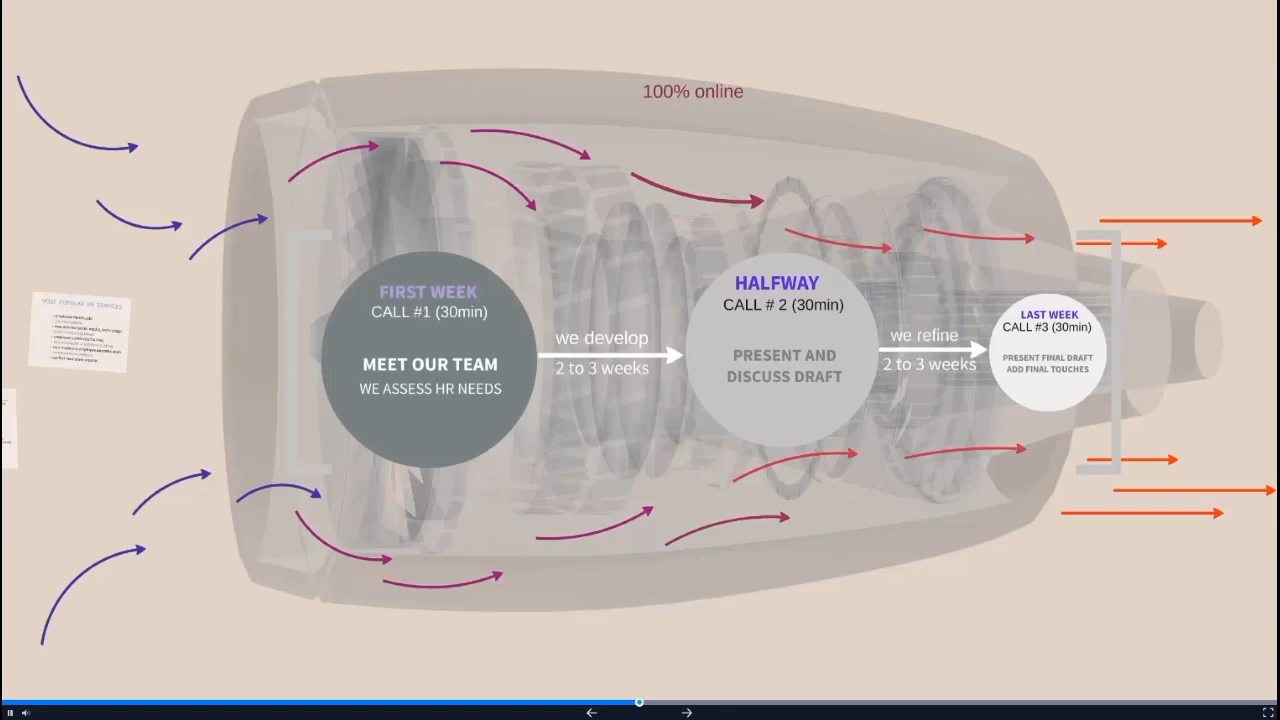 100% online
MOST POPULAR HR SERVICES
FIRST WEEK
CALL #1 (30min)
MEET OUR TEAM
WE ASSESS HR NEEDS
we develop
2 to 3 weeks
HALFWAY
CALL # 2 (30min)
PRESENT AND
DISCUSS DRAFT
we refine
2 to 3 weeks
LAST WEEK
CALL #3 (30min)
PRESENT FINAL DRAFT
ADD FINAL TOUCHES